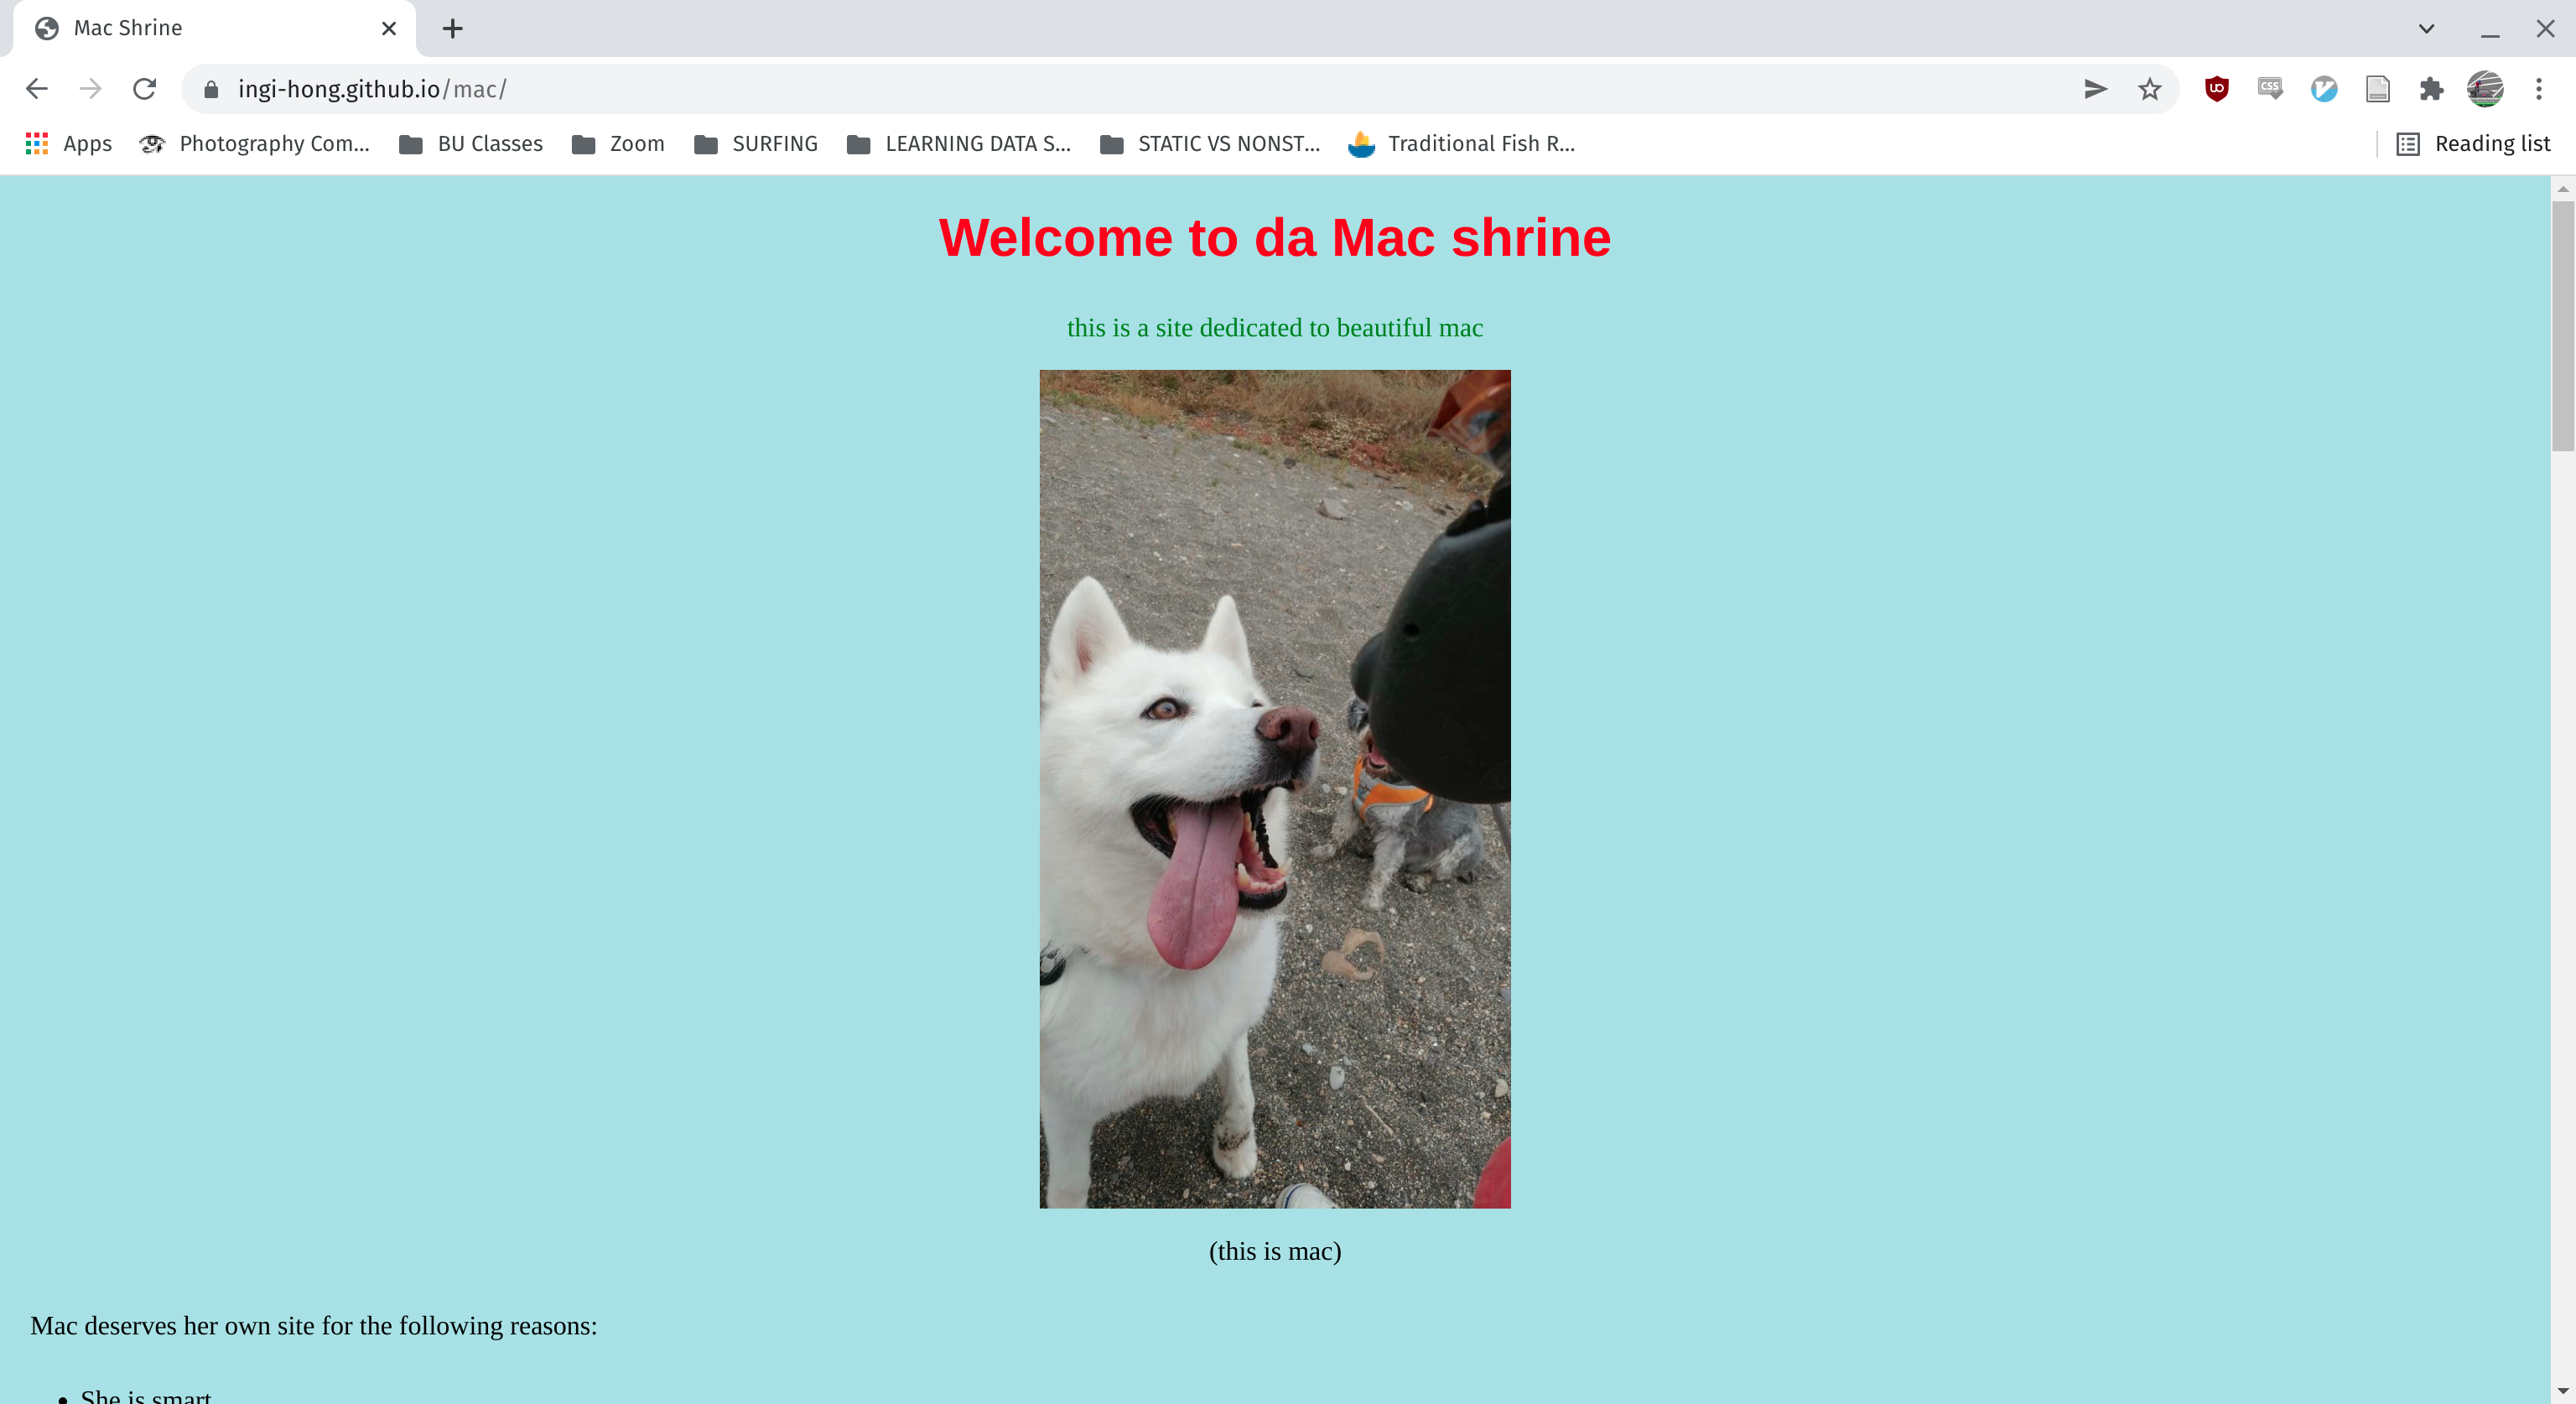 Mac Shrine
ingi-hong.github.io/mac/
UD
CSS
Apps
Photography Com...
BU Classes
Zoom
SURFING
LEARNING DATA S...
STATIC VS NONST...
Traditional Fish R...
Reading list
Welcome to da Mac shrine
this is a site dedicated to beautiful mac
(this is mac)
Mac deserves her own site for the following reasons:
• She is smart